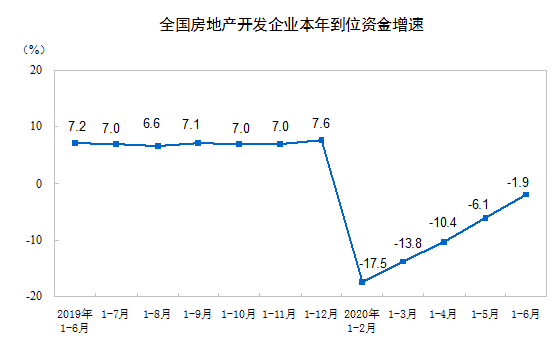 全国房地产开发企业本年到位资金增速
（%）
20
10
0
-10
-20
7.2
7.0
6.6
7.1
7.0
7.0
7.6
-17.5
-13.8
-10.4
-6.1
-1.9
2019年
1-6月
1-7月
1-8月
1-9月
1-10月
1-11月
1-12月
2020年
1-2月
1-3月
1-4月
1-5月
1-6月